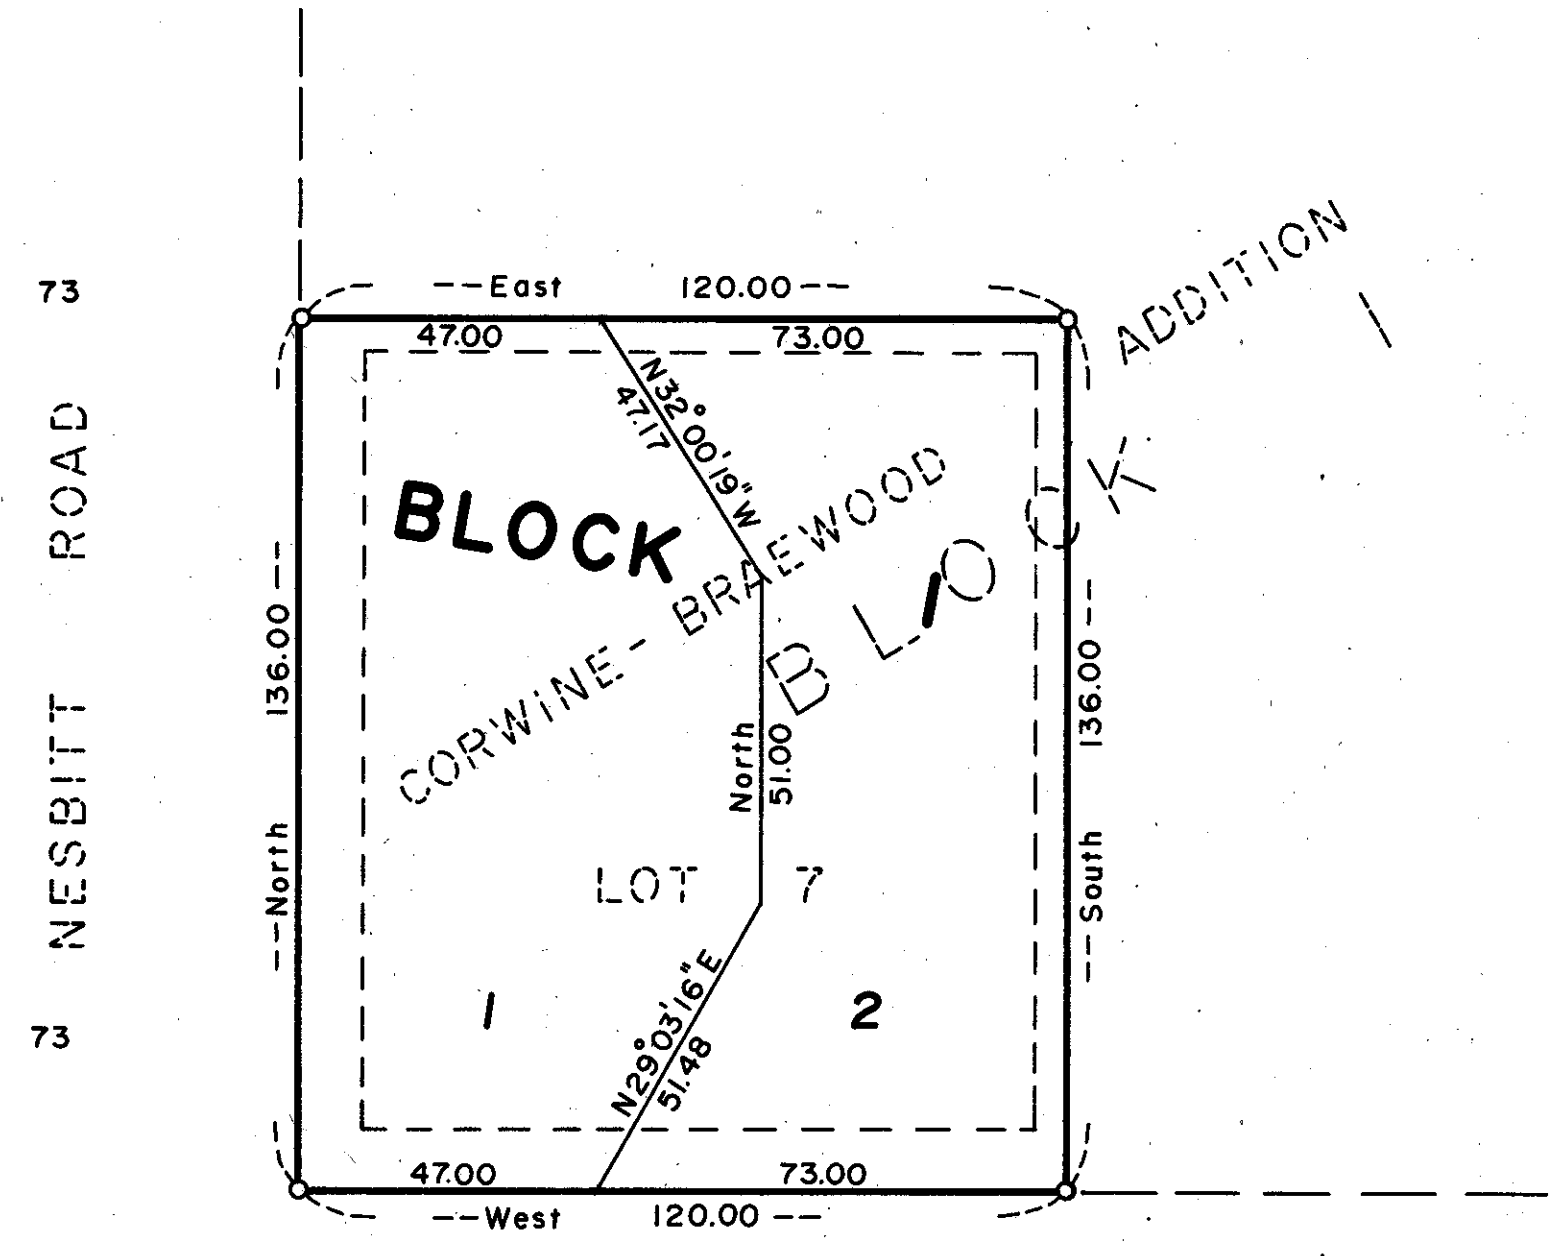 73
--East 120.00--
47.00 73.00
N32°00'19"W
47.17
ADDITION
1
NESBITT ROAD
BLOCK 1
CORWINE-BRAEWOOD
BLOCK
--North 136.00--
North
51.00
--South 136.00--
LOT 7
1
2
N29°03'16"E
51.48
73
47.00 73.00
--West 120.00--